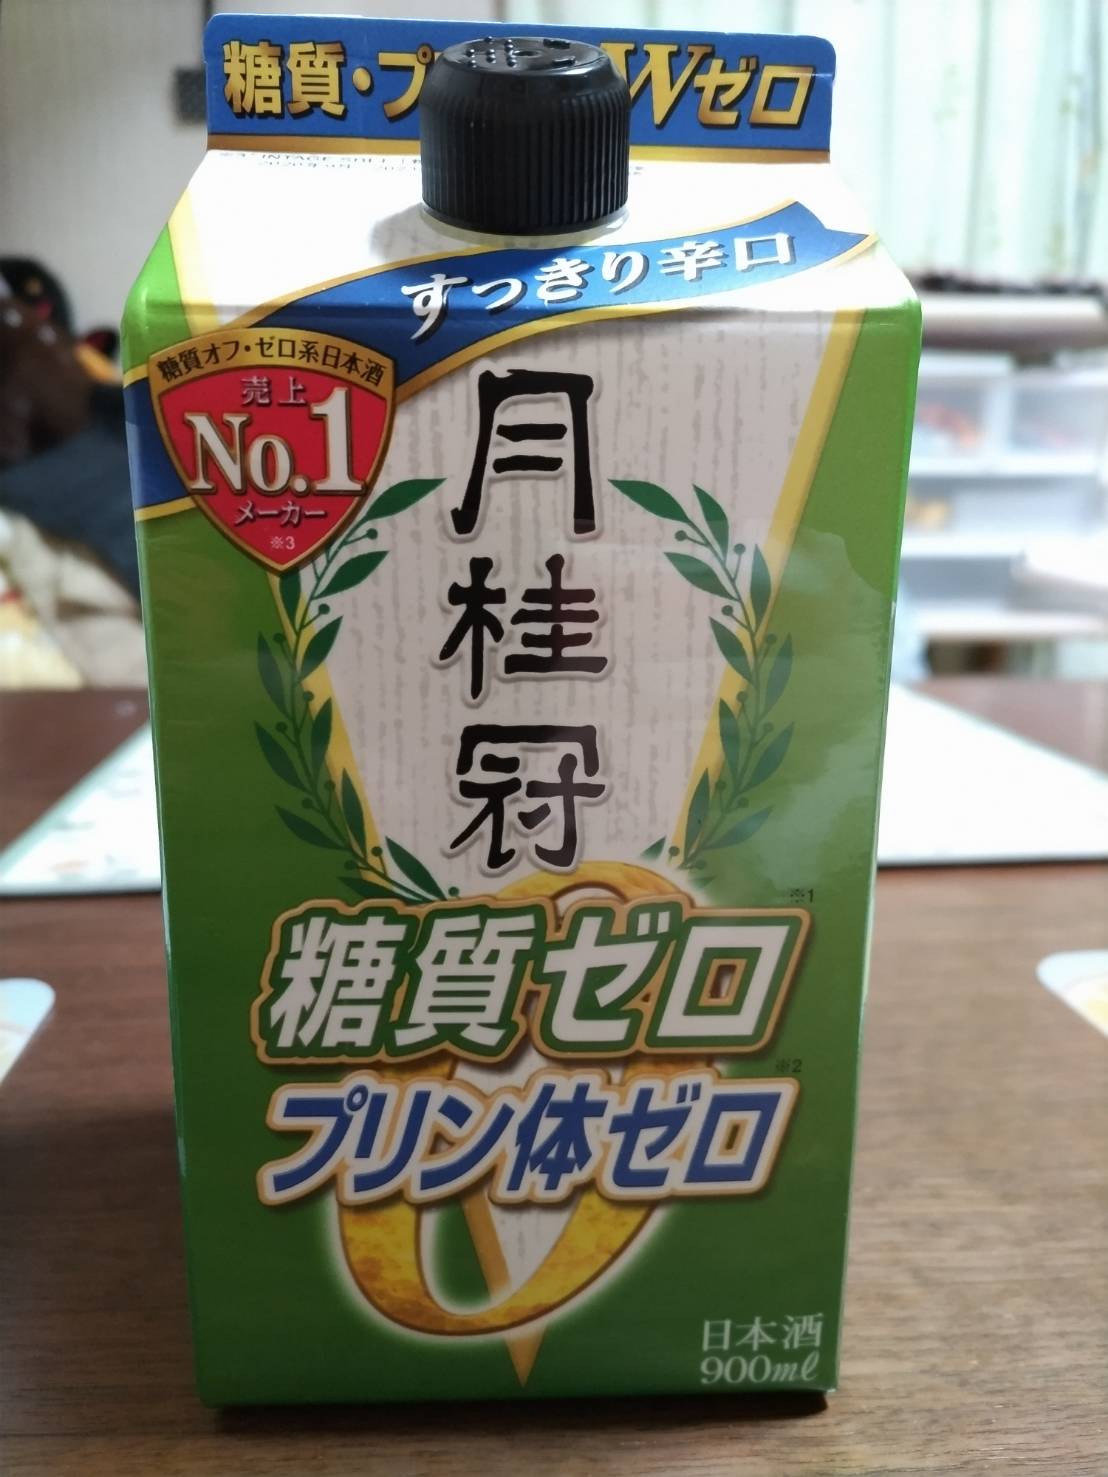 糖質・プ Wゼロ
すっきり辛口
糖質オフ・ゼロ系日本酒
売上
No.1
メーカー
※3
月桂冠
※1
糖質ゼロ
※2
プリン体ゼロ
日本酒
900ml